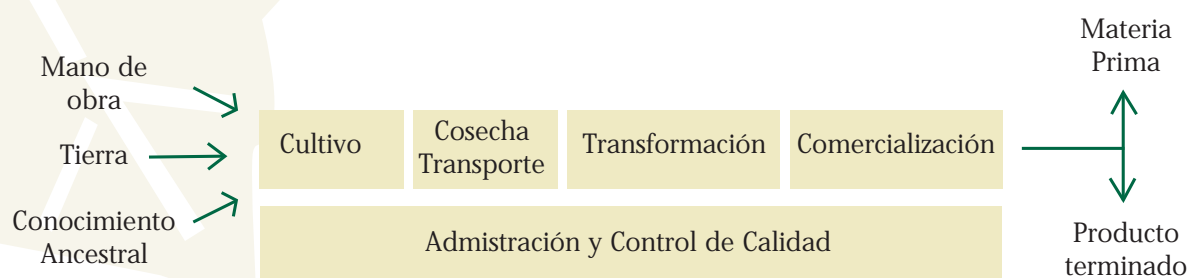 Mano de
obra
Tierra
Conocimiento
Ancestral
Cultivo
Cosecha
Transporte
Transformación
Comercialización
Admistración y Control de Calidad
Materia
Prima
Producto
terminado